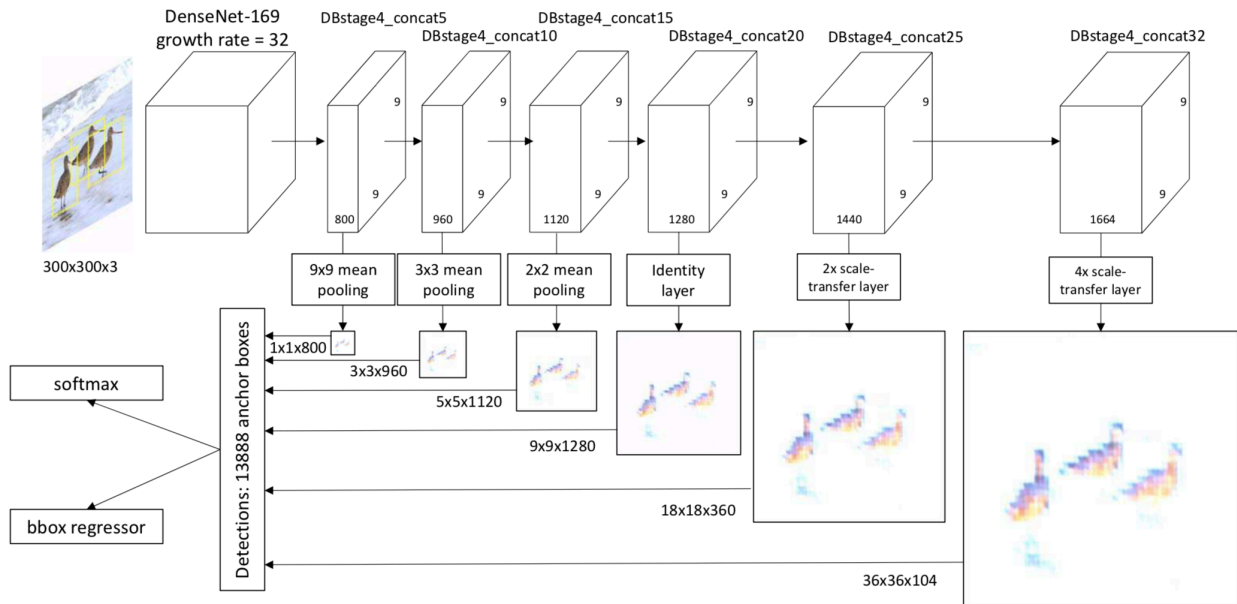 DenseNet-169
growth rate = 32
DBstage4_concat5
DBstage4_concat10
DBstage4_concat15
DBstage4_concat20
DBstage4_concat25
DBstage4_concat32
9
9
9
9
9
9
9
9
9
9
800
960
1120
1280
1440
1664
300x300x3
9x9 mean
pooling
3x3 mean
pooling
2x2 mean
pooling
Identity
layer
2x scale-
transfer layer
4x scale-
transfer layer
1x1x800
3x3x960
5x5x1120
9x9x1280
18x18x360
36x36x104
Detections: 13888 anchor boxes
softmax
bbox regressor